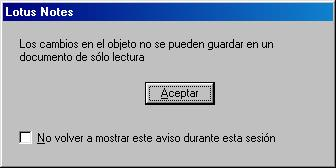 Lotus Notes
Los cambios en el objeto no se pueden guardar en un
documento de sólo lectura
Aceptar
No volver a mostrar este aviso durante esta sesión